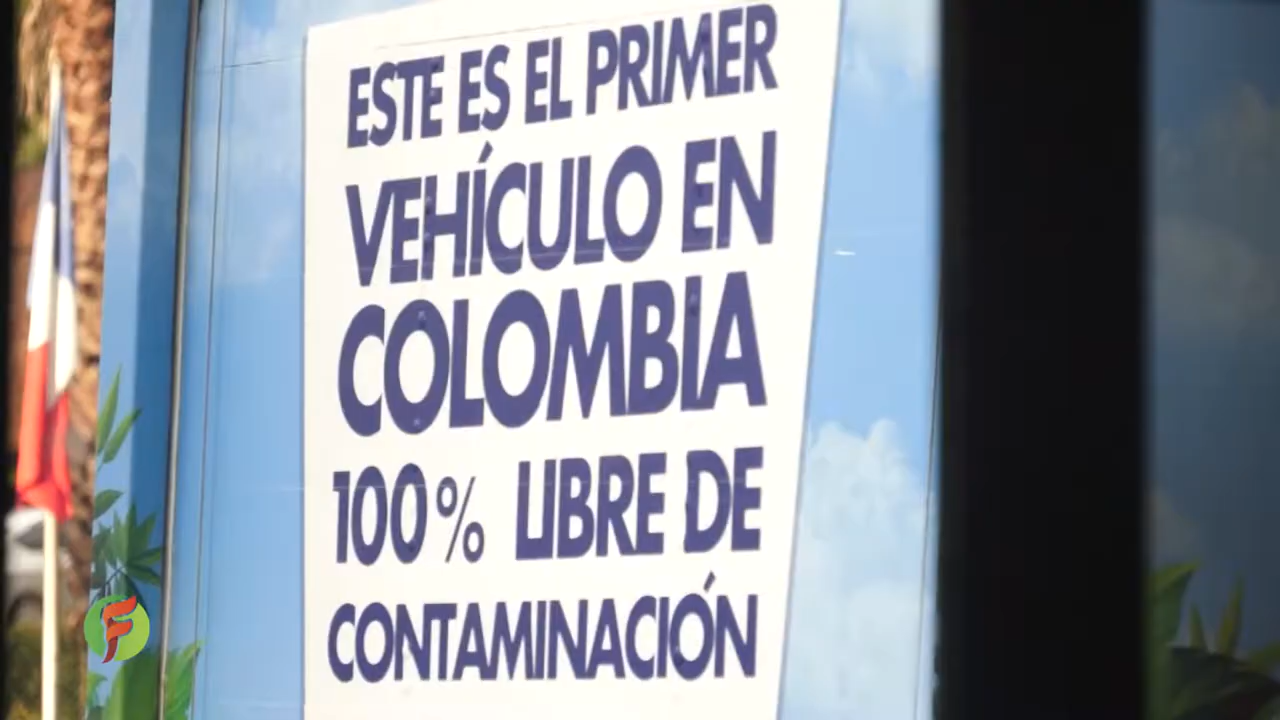 ESTE ES EL PRIMER
VEHÍCULO EN
COLOMBIA
100% LIBRE DE
CONTAMINACIÓN
F